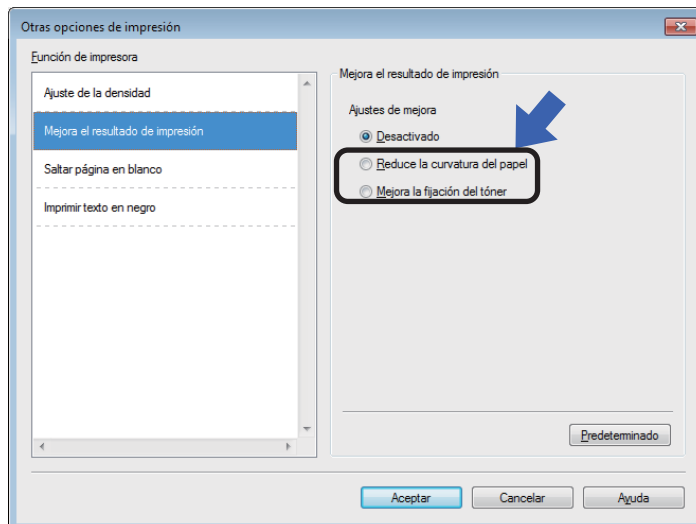 Otras opciones de impresión
Función de impresora
Ajuste de la densidad
Mejora el resultado de impresión
Saltar página en blanco
Imprimir texto en negro
Mejora el resultado de impresión
Ajustes de mejora
Desactivado
Reduce la curvatura del papel
Mejora la fijación del tóner
Predeterminado
Aceptar
Cancelar
Ayuda